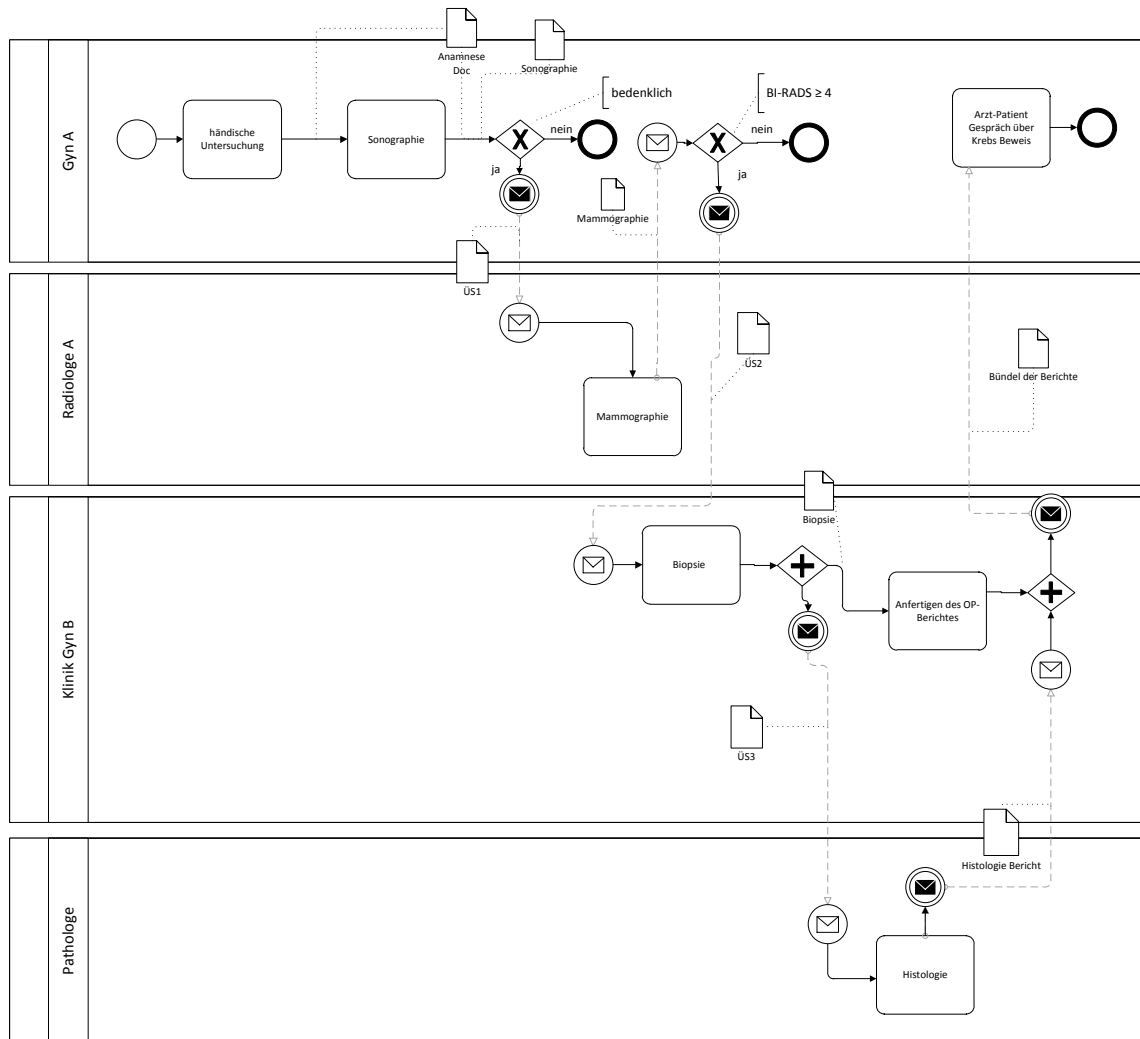 Gyn A
Anamnese
Doc
Sonographie
händische
Untersuchung
Sonographie
bedenklich
nein
ja
X
BI-RADS ≥ 4
nein
ja
X
Mammographie
Arzt-Patient
Gespräch über
Krebs Beweis
ÜS1
Radiologe A
Mammographie
ÜS2
Bündel der Berichte
Klinik Gyn B
Biopsie
Biopsie
Anfertigen des OP-
Berichtes
ÜS3
Histologie Bericht
Pathologe
Histologie